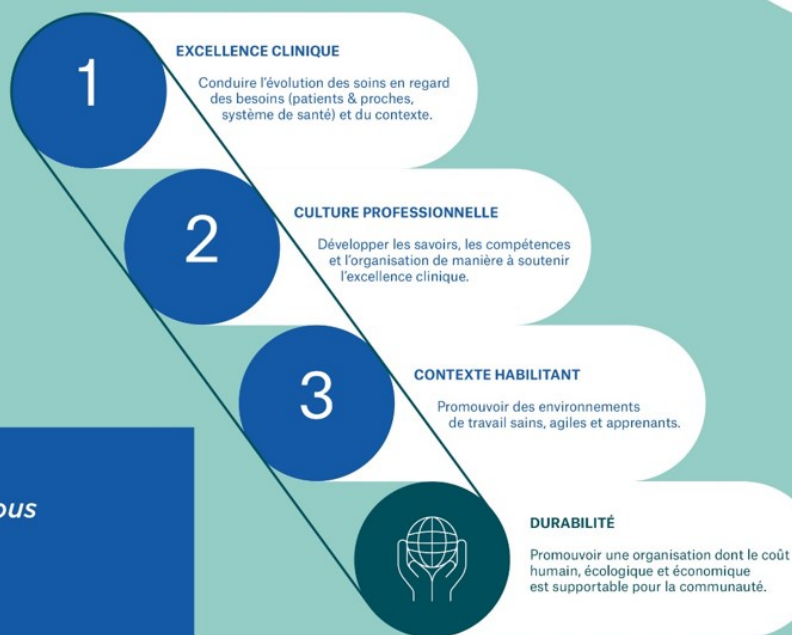 1
EXCELLENCE CLINIQUE
Conduire l'évolution des soins en regard
des besoins (patients & proches,
système de santé) et du contexte.
2
CULTURE PROFESSIONNELLE
Développer les savoirs, les compétences
et l'organisation de manière à soutenir
l'excellence clinique.
3
CONTEXTE HABILITANT
Promouvoir des environnements
de travail sains, agiles et apprenants.
DURABILITÉ
Promouvoir une organisation dont le coût
humain, écologique et économique
est supportable pour la communauté.